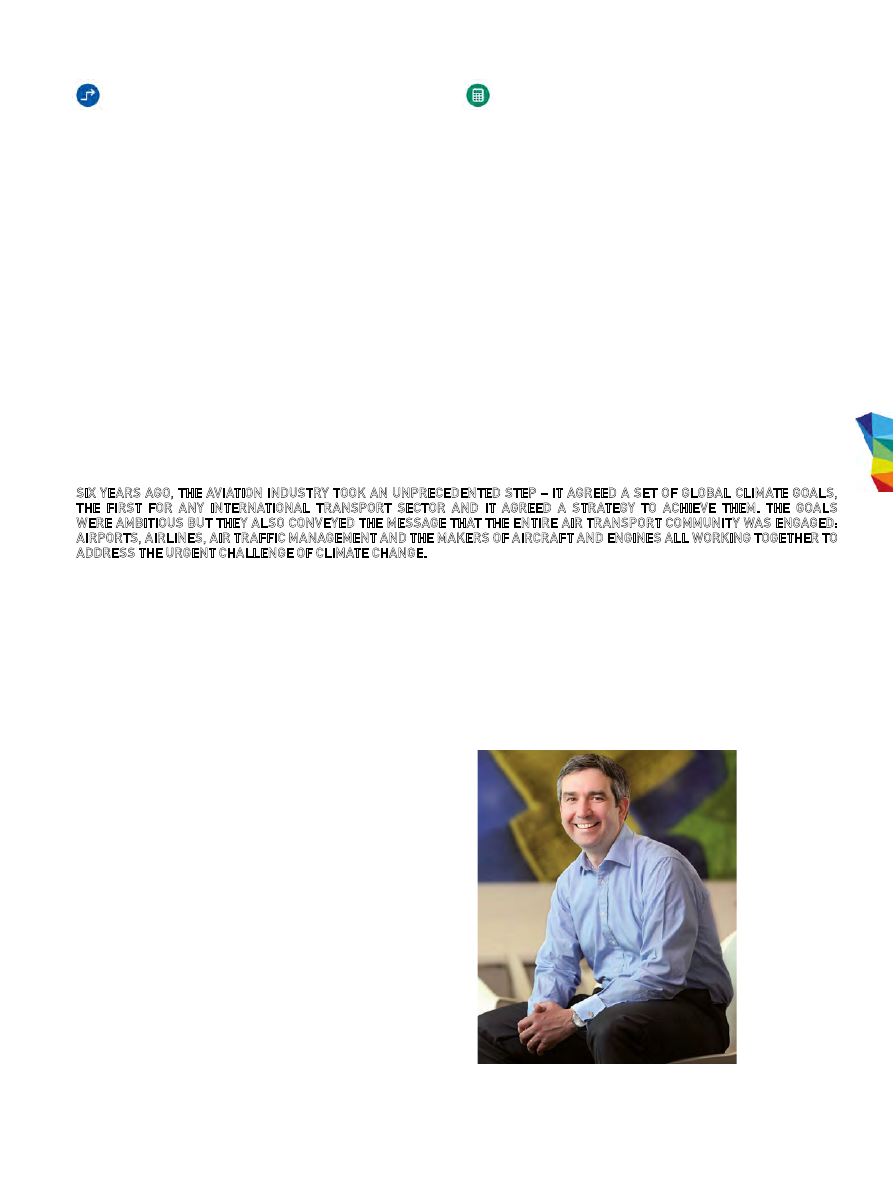 SIX YEARS AGO, THE AVIATION INDUSTRY TOOK AN UNPRECEDENTED STEP – IT AGREED A SET OF GLOBAL CLIMATE GOALS,
THE FIRST FOR ANY INTERNATIONAL TRANSPORT SECTOR AND IT AGREED A STRATEGY TO ACHIEVE THEM. THE GOALS
WERE AMBITIOUS BUT THEY ALSO CONVEYED THE MESSAGE THAT THE ENTIRE AIR TRANSPORT COMMUNITY WAS ENGAGED:
AIRPORTS, AIRLINES, AIR TRAFFIC MANAGEMENT AND THE MAKERS OF AIRCRAFT AND ENGINES ALL WORKING TOGETHER TO
ADDRESS THE URGENT CHALLENGE OF CLIMATE CHANGE.